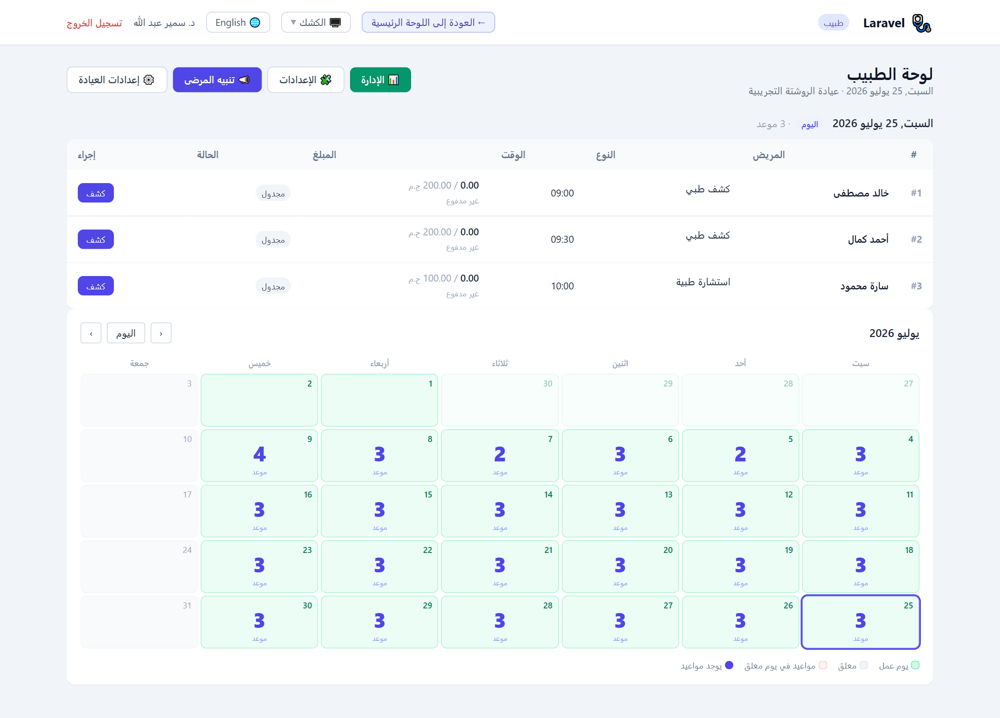 Laravel طبيب ← العودة إلى اللوحة الرئيسية الكشك ▼ English د. سمير عبد الله تسجيل الخروج
لوحة الطبيب
السبت, 25 يوليو 2026 · عيادة الروشتة التجريبية
الإدارة الإعدادات تنبيه المرضى إعدادات العيادة
السبت, 25 يوليو 2026 اليوم · 3 موعد
# المريض النوع الوقت المبلغ الحالة إجراء
#1 خالد مصطفى كشف طبي 09:00 0.00 / 200.00 ج.م مجدول كشف
غير مدفوع
#2 أحمد كمال كشف طبي 09:30 0.00 / 200.00 ج.م مجدول كشف
غير مدفوع
#3 سارة محمود استشارة طبية 10:00 0.00 / 100.00 ج.م مجدول كشف
غير مدفوع
يوليو 2026 ‹ اليوم ›
سبت أحد اثنين ثلاثاء أربعاء خميس جمعة
27 28 29 30 1 2 3
4 5 6 7 8 9 10
3 2 3 2 3 4
موعد موعد موعد موعد موعد موعد
11 12 13 14 15 16 17
3 3 3 3 3 3
موعد موعد موعد موعد موعد موعد
18 19 20 21 22 23 24
3 3 3 3 3 3
موعد موعد موعد موعد موعد موعد
25 26 27 28 29 30 31
3 3 3 3 3 3
موعد موعد موعد موعد موعد موعد
يوم عمل مغلق مواعيد في يوم مغلق يوجد مواعيد